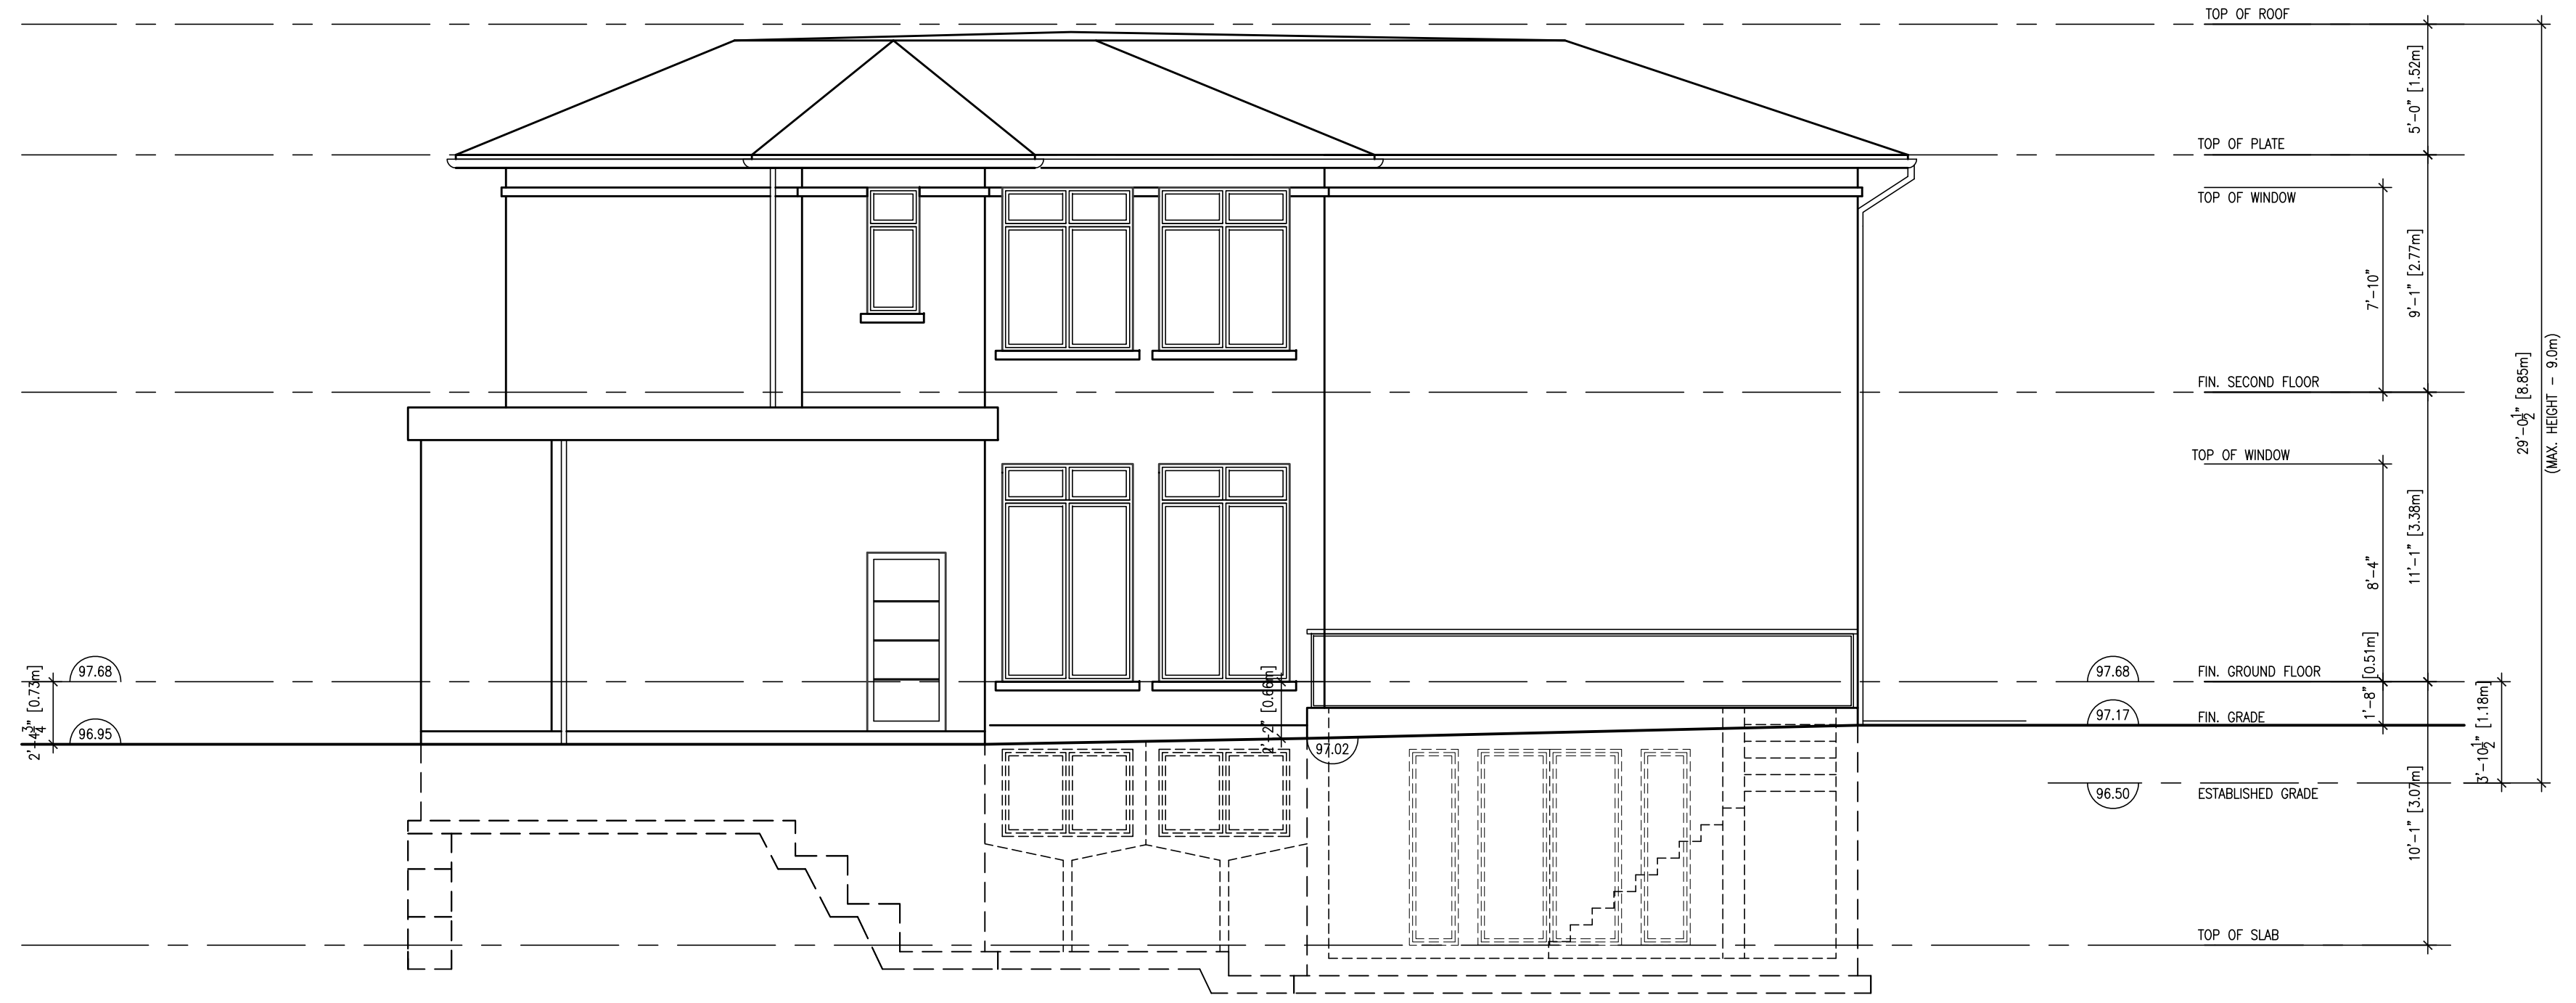 TOP OF ROOF
5'-0" [1.52m]
TOP OF PLATE
TOP OF WINDOW
7'-10"
9'-1" [2.77m]
FIN. SECOND FLOOR
29'-0½" [8.85m]
(MAX. HEIGHT - 9.0m)
TOP OF WINDOW
8'-4"
11'-1" [3.38m]
97.68
2'-4¾" [0.73m]
96.95
2'-2" [0.66m]
97.02
97.68
FIN. GROUND FLOOR
1'-8" [0.51m]
97.17
FIN. GRADE
3'-10½" [1.18m]
96.50
ESTABLISHED GRADE
10'-1" [3.07m]
TOP OF SLAB